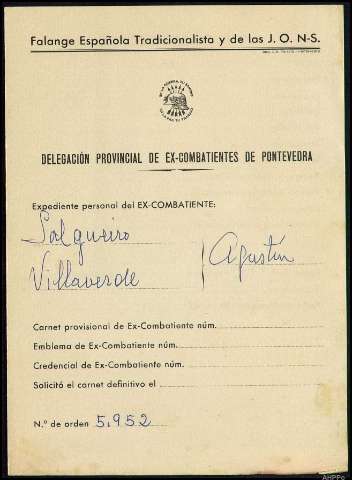 Falange Española Tradicionalista y de las J. O. N-S.
DELEGACIÓN PROVINCIAL DE EX-COMBATIENTES DE PONTEVEDRA
Expediente personal del EX-COMBATIENTE:
Salgueiro
Villaverde
Agustín
Carnet provisional de Ex-Combatiente núm.
Emblema de Ex-Combatiente núm.
Credencial de Ex-Combatiente núm.
Solicitó el carnet definitivo el
N.º de orden 5.952
AHPPo